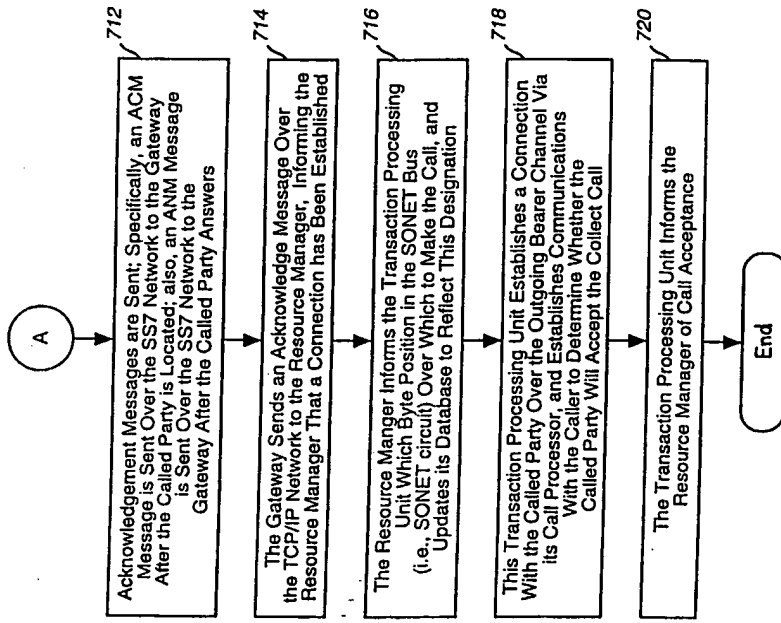 A
712
Acknowledgement Messages are Sent; Specifically, an ACM
Message is Sent Over the SS7 Network to the Gateway
After the Called Party is Located; also, an ANM Message
is Sent Over the SS7 Network to the
Gateway After the Called Party Answers
714
The Gateway Sends an Acknowledge Message Over
the TCP/IP Network to the Resource Manager, Informing the
Resource Manager That a Connection has Been Established
716
The Resource Manger Informs the Transaction Processing
Unit Which Byte Position in the SONET Bus
(i.e., SONET circuit) Over Which to Make the Call, and
Updates its Database to Reflect This Designation
718
This Transaction Processing Unit Establishes a Connection
With the Called Party Over the Outgoing Bearer Channel Via
its Call Processor, and Establishes Communications
With the Caller to Determine Whether the
Called Party Will Accept the Collect Call
720
The Transaction Processing Unit Informs the
Resource Manager of Call Acceptance
End